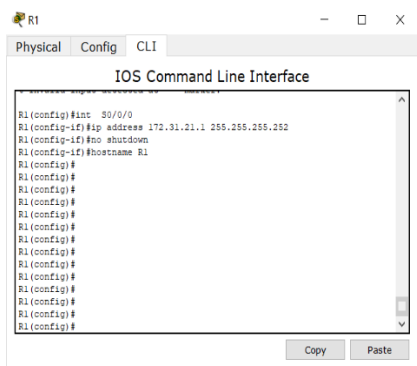 R1
Physical Config CLI
IOS Command Line Interface
R1(config)#int S0/0/0
R1(config-if)#ip address 172.31.21.1 255.255.255.252
R1(config-if)#no shutdown
R1(config-if)#hostname R1
R1(config)#
R1(config)#
R1(config)#
R1(config)#
R1(config)#
R1(config)#
R1(config)#
R1(config)#
R1(config)#
R1(config)#
R1(config)#
R1(config)#
R1(config)#
R1(config)#
Copy Paste